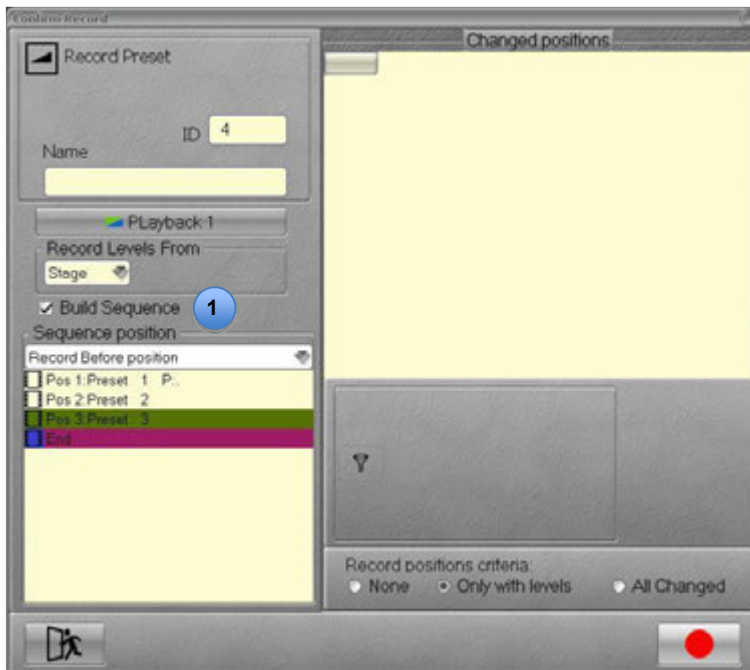 Confirm Record
Record Preset
ID 4
Name
PLayback 1
Record Levels From
Stage
Build Sequence 1
Sequence position
Record Before position
Pos 1:Preset 1 P:.
Pos 2:Preset 2
Pos 3:Preset 3
End
Changed positions
Record positions criteria:
None Only with levels All Changed